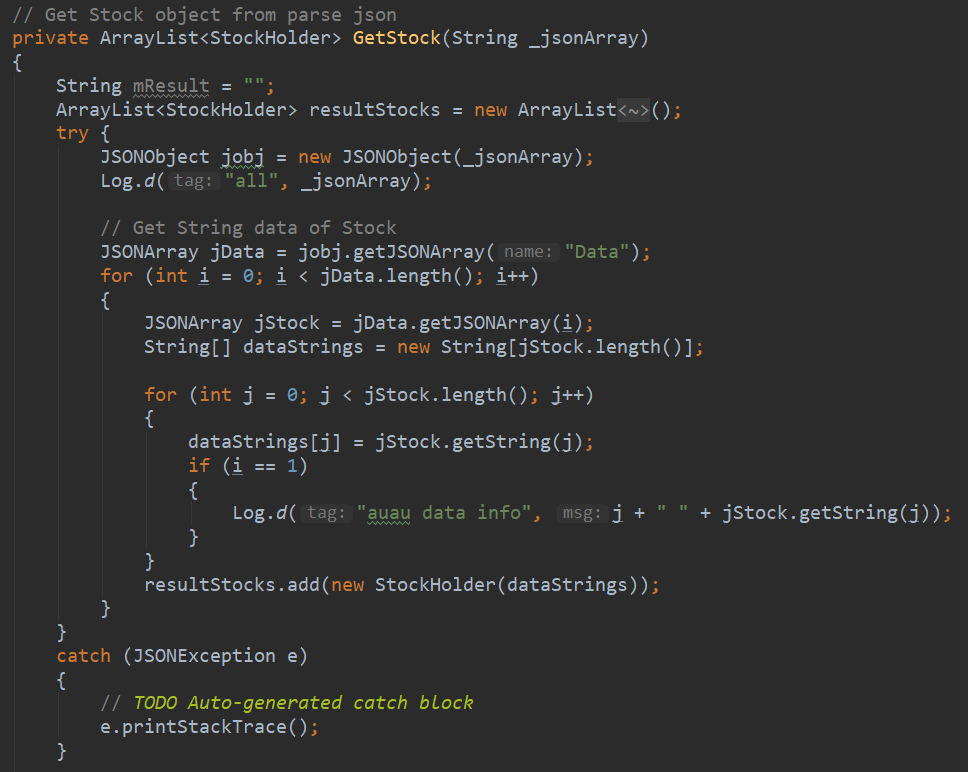 // Get Stock object from parse json
private ArrayList<StockHolder> GetStock(String _jsonArray)
{
    String mResult = "";
    ArrayList<StockHolder> resultStocks = new ArrayList<~>();
    try {
        JSONObject jobj = new JSONObject(_jsonArray);
        Log.d( tag: "all", _jsonArray);

        // Get String data of Stock
        JSONArray jData = jobj.getJSONArray( name: "Data");
        for (int i = 0; i < jData.length(); i++)
        {
            JSONArray jStock = jData.getJSONArray(i);
            String[] dataStrings = new String[jStock.length()];

            for (int j = 0; j < jStock.length(); j++)
            {
                dataStrings[j] = jStock.getString(j);
                if (i == 1)
                {
                    Log.d( tag: "auau data info", msg: j + " " + jStock.getString(j));
                }
            }
            resultStocks.add(new StockHolder(dataStrings));
        }
    }
    catch (JSONException e)
    {
        // TODO Auto-generated catch block
        e.printStackTrace();
    }